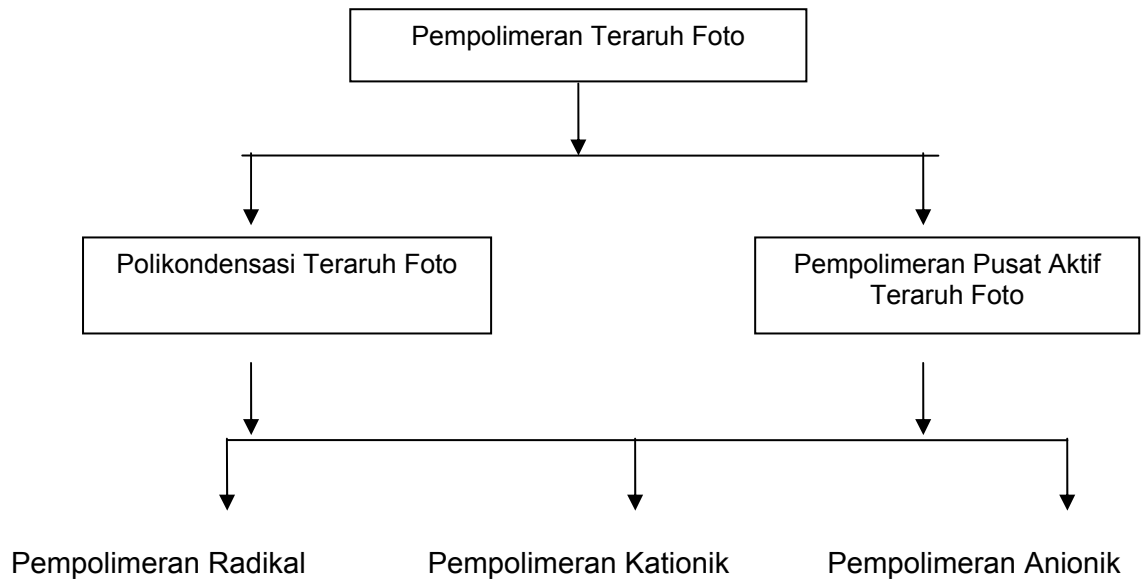 Pempolimeran Teraruh Foto
Polikondensasi Teraruh Foto
Pempolimeran Pusat Aktif
Teraruh Foto
Pempolimeran Radikal
Pempolimeran Kationik
Pempolimeran Anionik